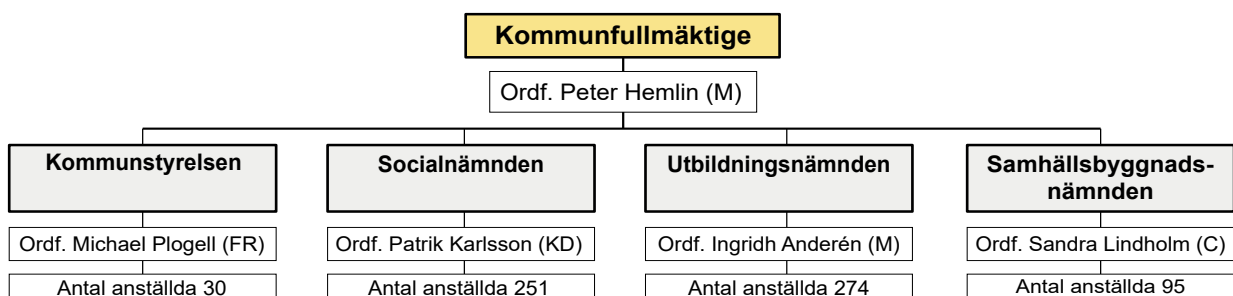 Kommunfullmäktige
Ordf. Peter Hemlin (M)
Kommunstyrelsen
Ordf. Michael Plogell (FR)
Antal anställda 30
Socialnämnden
Ordf. Patrik Karlsson (KD)
Antal anställda 251
Utbildningsnämnden
Ordf. Ingridh Anderén (M)
Antal anställda 274
Samhällsbyggnads-
nämnden
Ordf. Sandra Lindholm (C)
Antal anställda 95